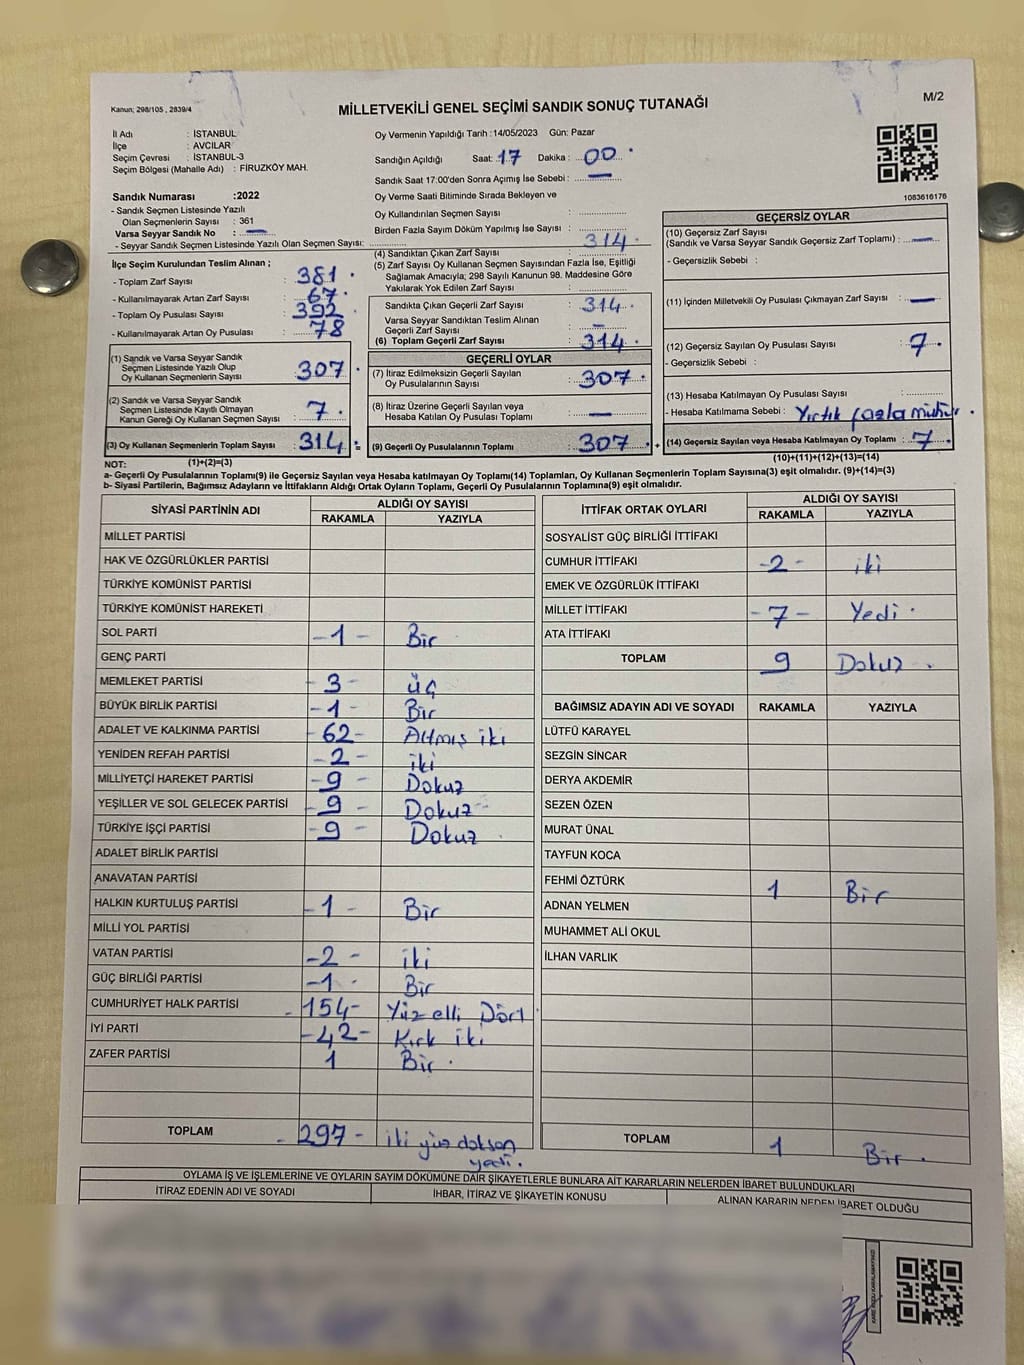 Kanun; 298/105 , 2839/4
MİLLETVEKİLİ GENEL SEÇİMİ SANDIK SONUÇ TUTANAĞI
M/2
İl Adı : İSTANBUL
İlçe : AVCILAR
Seçim Çevresi : İSTANBUL-3
Seçim Bölgesi (Mahalle Adı) : FİRUZKÖY MAH.
Sandık Numarası :2022
- Sandık Seçmen Listesinde Yazılı
Olan Seçmenlerin Sayısı : 361
Varsa Seyyar Sandık No : —
- Seyyar Sandık Seçmen Listesinde Yazılı Olan Seçmen Sayısı:
Oy Vermenin Yapıldığı Tarih :14/05/2023 Gün: Pazar
Sandığın Açıldığı Saat: 17 Dakika : 00
Sandık Saat 17:00'den Sonra Açmış İse Sebebi : —
Oy Verme Saati Bitiminde Sırada Bekleyen ve
Oy Kullandırılan Seçmen Sayısı :
Birden Fazla Sayım Döküm Yapılmış İse Sayısı :
1083616176
İlçe Seçim Kurulundan Teslim Alınan ;
- Toplam Zarf Sayısı : 381
- Kullanılmayarak Artan Zarf Sayısı : 67
- Toplam Oy Pusulası Sayısı : 392
- Kullanılmayarak Artan Oy Pusulası : 78
(1) Sandık ve Varsa Seyyar Sandık
Seçmen Listesinde Yazılı Olup
Oy Kullanan Seçmenlerin Sayısı : 307
(2) Sandık ve Varsa Seyyar Sandık
Seçmen Listesinde Kayıtlı Olmayan
Kanun Gereği Oy Kullanan Seçmen Sayısı : 7
(3) Oy Kullanan Seçmenlerin Toplam Sayısı : 314 =
(1)+(2)=(3)
(4) Sandıktan Çıkan Zarf Sayısı : 314
(5) Zarf Sayısı Oy Kullanan Seçmen Sayısından Fazla İse, Eşitliği
Sağlamak Amacıyla; 298 Sayılı Kanunun 98. Maddesine Göre
Yakılarak Yok Edilen Zarf Sayısı :
Sandıkta Çıkan Geçerli Zarf Sayısı : 314
Varsa Seyyar Sandıktan Teslim Alınan
Geçerli Zarf Sayısı : —
(6) Toplam Geçerli Zarf Sayısı : 314
GEÇERLİ OYLAR
(7) İtiraz Edilmeksizin Geçerli Sayılan
Oy Pusulalarının Sayısı : 307
(8) İtiraz Üzerine Geçerli Sayılan veya
Hesaba Katılan Oy Pusulası Toplamı : —
(9) Geçerli Oy Pusulalarının Toplamı : 307 +
GEÇERSİZ OYLAR
(10) Geçersiz Zarf Sayısı
(Sandık ve Varsa Seyyar Sandık Geçersiz Zarf Toplamı) : —
- Geçersizlik Sebebi :
(11) İçinden Milletvekili Oy Pusulası Çıkmayan Zarf Sayısı : —
(12) Geçersiz Sayılan Oy Pusulası Sayısı : 7
- Geçersizlik Sebebi :
(13) Hesaba Katılmayan Oy Pusulası Sayısı :
- Hesaba Katılmama Sebebi : Yırtık fazla mühür
(14) Geçersiz Sayılan veya Hesaba Katılmayan Oy Toplamı : 7
(10)+(11)+(12)+(13)=(14)
NOT:
a- Geçerli Oy Pusulalarının Toplamı(9) ile Geçersiz Sayılan veya Hesaba katılmayan Oy Toplamı(14) Toplamları, Oy Kullanan Seçmenlerin Toplam Sayısına(3) eşit olmalıdır. (9)+(14)=(3)
b- Siyasi Partilerin, Bağımsız Adayların ve İttifakların Aldığı Ortak Oyların Toplamı, Geçerli Oy Pusulalarının Toplamına(9) eşit olmalıdır.
SİYASİ PARTİNİN ADI ALDIĞI OY SAYISI
RAKAMLA YAZIYLA
MİLLET PARTİSİ
HAK VE ÖZGÜRLÜKLER PARTİSİ
TÜRKİYE KOMÜNİST PARTİSİ
TÜRKİYE KOMÜNİST HAREKETİ
SOL PARTİ -1- Bir
GENÇ PARTİ
MEMLEKET PARTİSİ -3- üç
BÜYÜK BİRLİK PARTİSİ -1- Bir
ADALET VE KALKINMA PARTİSİ -62- Altmış iki
YENİDEN REFAH PARTİSİ -2- iki
MİLLİYETÇİ HAREKET PARTİSİ -9- Dokuz
YEŞİLLER VE SOL GELECEK PARTİSİ -9- Dokuz
TÜRKİYE İŞÇİ PARTİSİ -9- Dokuz
ADALET BİRLİK PARTİSİ
ANAVATAN PARTİSİ
HALKIN KURTULUŞ PARTİSİ -1- Bir
MİLLİ YOL PARTİSİ
VATAN PARTİSİ -2- iki
GÜÇ BİRLİĞİ PARTİSİ -1- Bir
CUMHURİYET HALK PARTİSİ -154- Yüz elli Dört
İYİ PARTİ -42- Kırk iki
ZAFER PARTİSİ 1 Bir
TOPLAM -297- iki yüz doksan
yedi.
İTTİFAK ORTAK OYLARI ALDIĞI OY SAYISI
RAKAMLA YAZIYLA
SOSYALİST GÜÇ BİRLİĞİ İTTİFAKI
CUMHUR İTTİFAKI -2- iki
EMEK VE ÖZGÜRLÜK İTTİFAKI
MİLLET İTTİFAKI -7- Yedi
ATA İTTİFAKI
TOPLAM 9 Dokuz
BAĞIMSIZ ADAYIN ADI VE SOYADI RAKAMLA YAZIYLA
LÜTFÜ KARAYEL
SEZGİN SİNCAR
DERYA AKDEMİR
SEZEN ÖZEN
MURAT ÜNAL
TAYFUN KOCA
FEHMİ ÖZTÜRK 1 Bir
ADNAN YELMEN
MUHAMMET ALİ OKUL
İLHAN VARLIK
TOPLAM 1 Bir
OYLAMA İŞ VE İŞLEMLERİNE VE OYLARIN SAYIM DÖKÜMÜNE DAİR ŞİKAYETLERLE BUNLARA AİT KARARLARIN NELERDEN İBARET BULUNDUKLARI
İTİRAZ EDENİN ADI VE SOYADI İHBAR, İTİRAZ VE ŞİKAYETİN KONUSU ALINAN KARARIN NEDEN İBARET OLDUĞU